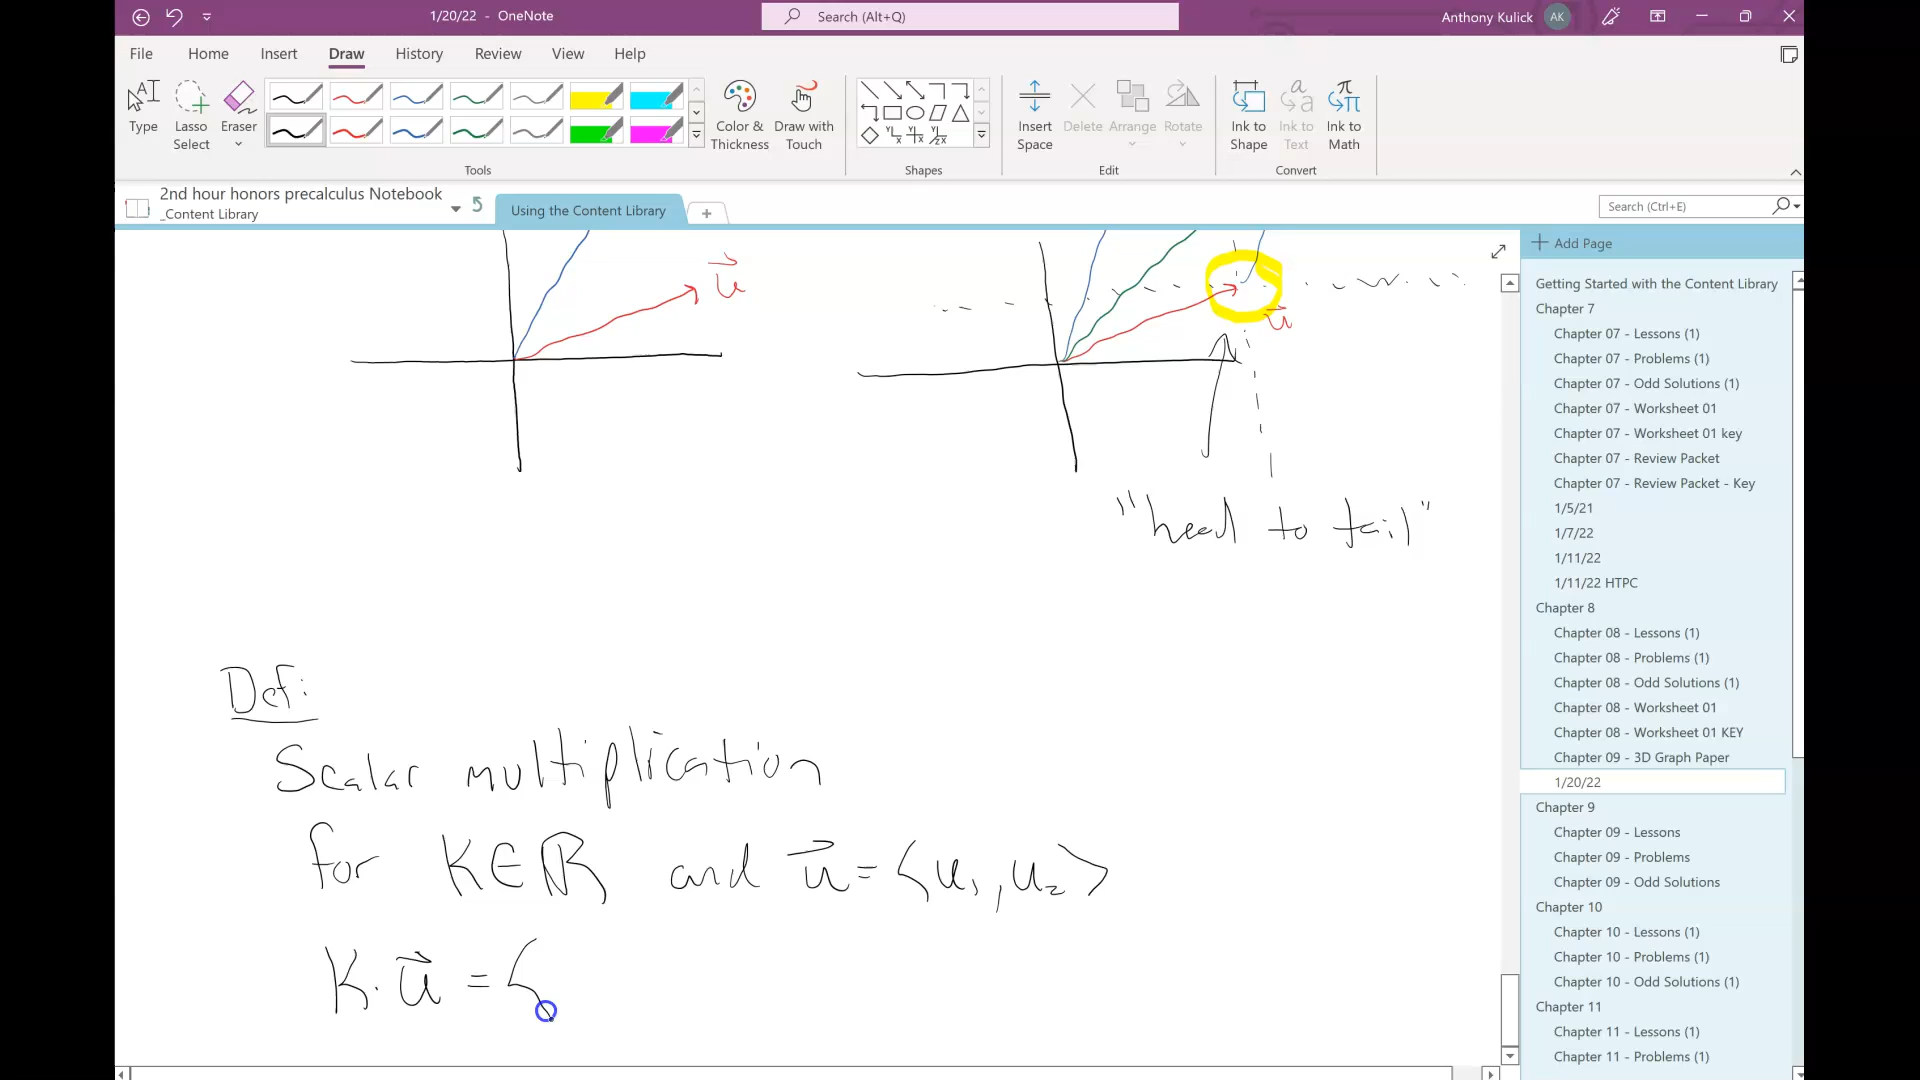 1/20/22 - OneNote
Search (Alt+Q)
Anthony Kulick AK
File Home Insert Draw History Review View Help
Type
Lasso Select
Eraser
Color & Thickness
Draw with Touch
Insert Space
Delete
Arrange
Rotate
Ink to Shape
Ink to Text
Ink to Math
Tools Shapes Edit Convert
2nd hour honors precalculus Notebook
_Content Library
Using the Content Library
Search (Ctrl+E)
Add Page
Getting Started with the Content Library
Chapter 7
Chapter 07 - Lessons (1)
Chapter 07 - Problems (1)
Chapter 07 - Odd Solutions (1)
Chapter 07 - Worksheet 01
Chapter 07 - Worksheet 01 key
Chapter 07 - Review Packet
Chapter 07 - Review Packet - Key
1/5/21
1/7/22
1/11/22
1/11/22 HTPC
Chapter 8
Chapter 08 - Lessons (1)
Chapter 08 - Problems (1)
Chapter 08 - Odd Solutions (1)
Chapter 08 - Worksheet 01
Chapter 08 - Worksheet 01 KEY
Chapter 09 - 3D Graph Paper
1/20/22
Chapter 9
Chapter 09 - Lessons
Chapter 09 - Problems
Chapter 09 - Odd Solutions
Chapter 10
Chapter 10 - Lessons (1)
Chapter 10 - Problems (1)
Chapter 10 - Odd Solutions (1)
Chapter 11
Chapter 11 - Lessons (1)
Chapter 11 - Problems (1)
u⃗
u⃗
"head to tail"
Def:
Scalar multiplication
for K∈ℝ and u⃗ = ⟨u₁, u₂⟩
K·u⃗ = ⟨